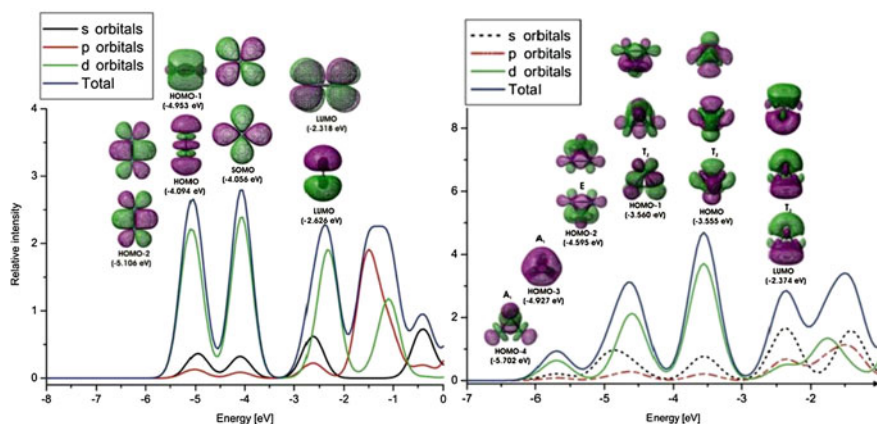 s orbitals
p orbitals
d orbitals
Total
HOMO-1
(-4.953 eV)
LUMO
(-2.318 eV)
HOMO
(-4.094 eV)
SOMO
(-4.056 eV)
LUMO
(-2.626 eV)
HOMO-2
(-5.106 eV)
Relative intensity
4
3
2
1
0
-7 -6 -5 -4 -3 -2 -1 0
Energy [eV]
s orbitals
p orbitals
d orbitals
Total
T₂
T₂
E
HOMO-1
(-3.560 eV)
HOMO
(-3.555 eV)
HOMO-2
(-4.595 eV)
T₂
LUMO
(-2.374 eV)
A₁
HOMO-3
(-4.927 eV)
A₁
HOMO-4
(-5.702 eV)
8
6
4
2
0
-7 -6 -5 -4 -3 -2 -1
Energy [eV]